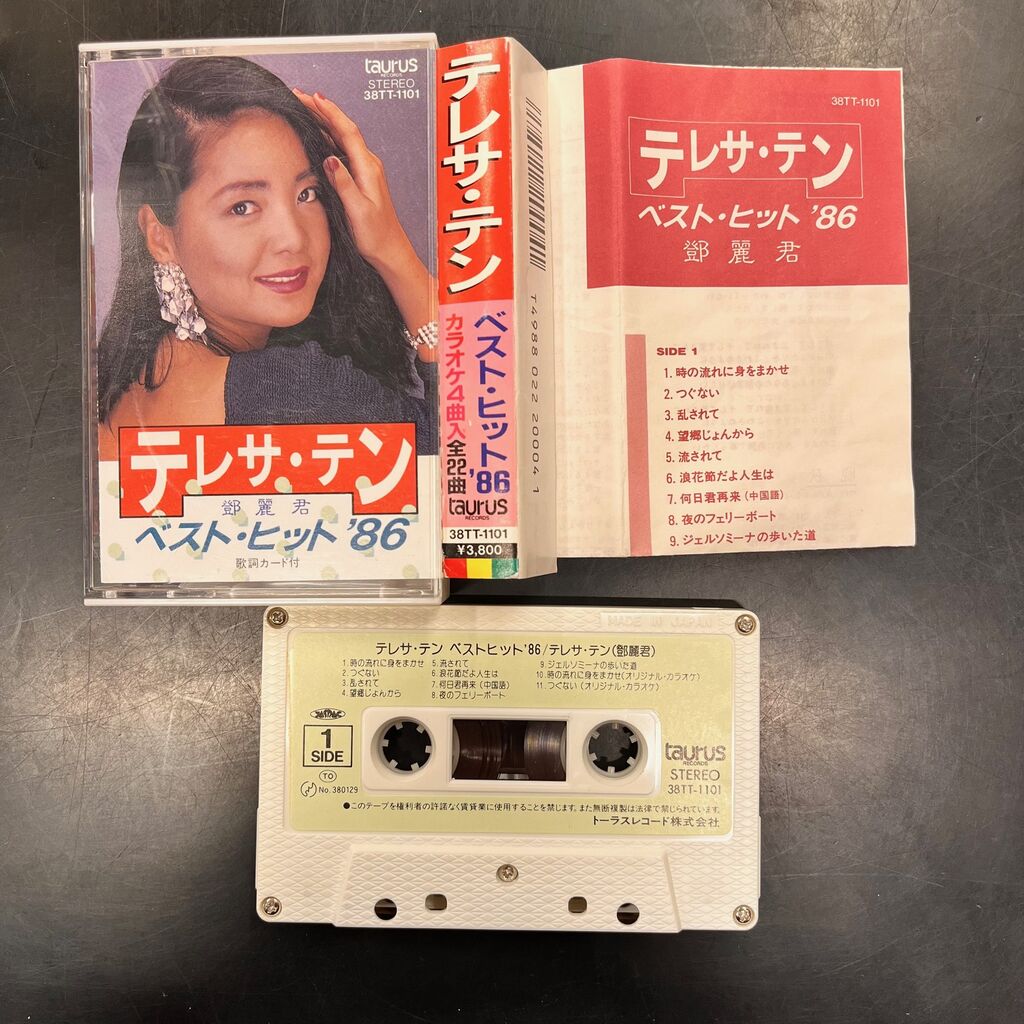 taurus
RECORDS
STEREO
38TT-1101
テレサ・テン
鄧麗君
ベスト・ヒット'86
歌詞カード付
テレサ・テン
ベスト・ヒット'86
カラオケ4曲入全22曲
taurus
RECORDS
38TT-1101
¥3,800
T4988 022 20004 1
38TT-1101
テレサ・テン
ベスト・ヒット'86
鄧麗君
SIDE 1
1. 時の流れに身をまかせ
2. つぐない
3. 乱されて
4. 望郷じょんから
5. 流されて
6. 浪花節だよ人生は
7. 何日君再来(中国語)
8. 夜のフェリーボート
9. ジェルソミーナの歩いた道
MADE IN JAPAN
テレサ・テン ベストヒット'86/テレサ・テン(鄧麗君)
1. 時の流れに身をまかせ 5. 流されて 9. ジェルソミーナの歩いた道
2. つぐない 6. 浪花節だよ人生は 10. 時の流れに身をまかせ(オリジナル・カラオケ)
3. 乱されて 7. 何日君再来(中国語) 11. つぐない(オリジナル・カラオケ)
4. 望郷じょんから 8. 夜のフェリーボート
1
SIDE
TO
No. 380129
taurus
RECORDS
STEREO
38TT-1101
●このテープを権利者の許諾なく賃貸業に使用することを禁じます。また無断複製は法律で禁じられています。
トーラスレコード株式会社